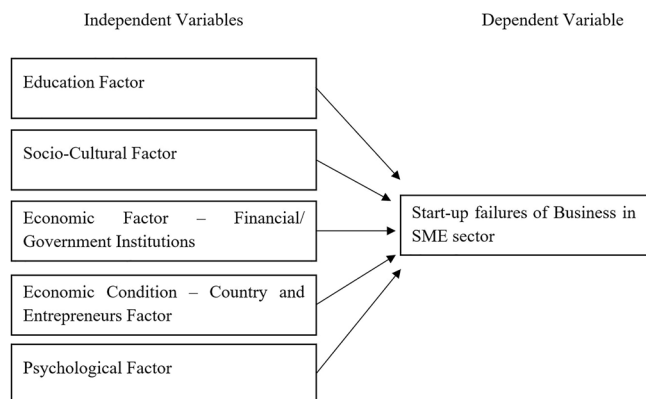 Independent Variables
Dependent Variable
Education Factor
Socio-Cultural Factor
Economic Factor – Financial/
Government Institutions
Economic Condition – Country and
Entrepreneurs Factor
Psychological Factor
Start-up failures of Business in
SME sector